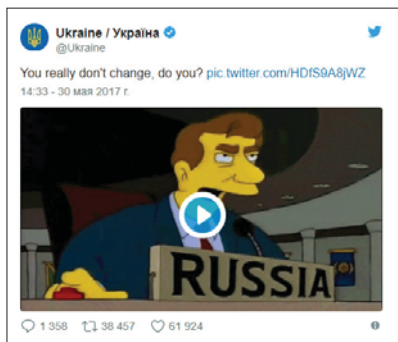 Ukraine / Україна
@Ukraine
You really don't change, do you? pic.twitter.com/HDfS9A8jWZ
14:33 - 30 мая 2017 г.
RUSSIA
1 358 38 457 61 924